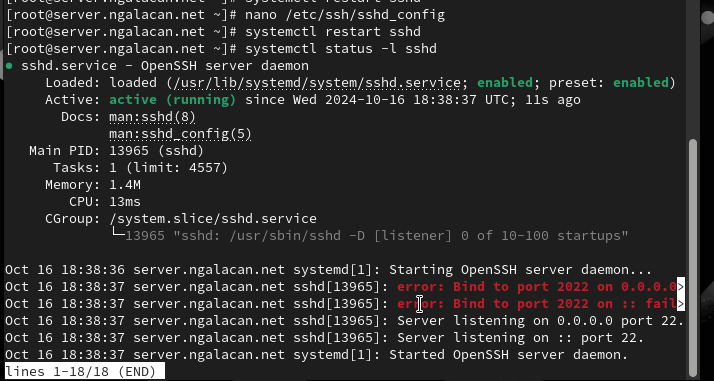 [root@server.ngalacan.net ~]# systemctl restart sshd
[root@server.ngalacan.net ~]# nano /etc/ssh/sshd_config
[root@server.ngalacan.net ~]# systemctl restart sshd
[root@server.ngalacan.net ~]# systemctl status -l sshd
● sshd.service - OpenSSH server daemon
Loaded: loaded (/usr/lib/systemd/system/sshd.service; enabled; preset: enabled)
Active: active (running) since Wed 2024-10-16 18:38:37 UTC; 11s ago
Docs: man:sshd(8)
man:sshd_config(5)
Main PID: 13965 (sshd)
Tasks: 1 (limit: 4557)
Memory: 1.4M
CPU: 13ms
CGroup: /system.slice/sshd.service
└─13965 "sshd: /usr/sbin/sshd -D [listener] 0 of 10-100 startups"
Oct 16 18:38:36 server.ngalacan.net systemd[1]: Starting OpenSSH server daemon...
Oct 16 18:38:37 server.ngalacan.net sshd[13965]: error: Bind to port 2022 on 0.0.0.0>
Oct 16 18:38:37 server.ngalacan.net sshd[13965]: error: Bind to port 2022 on :: fail>
Oct 16 18:38:37 server.ngalacan.net sshd[13965]: Server listening on 0.0.0.0 port 22.
Oct 16 18:38:37 server.ngalacan.net sshd[13965]: Server listening on :: port 22.
Oct 16 18:38:37 server.ngalacan.net systemd[1]: Started OpenSSH server daemon.
lines 1-18/18 (END)